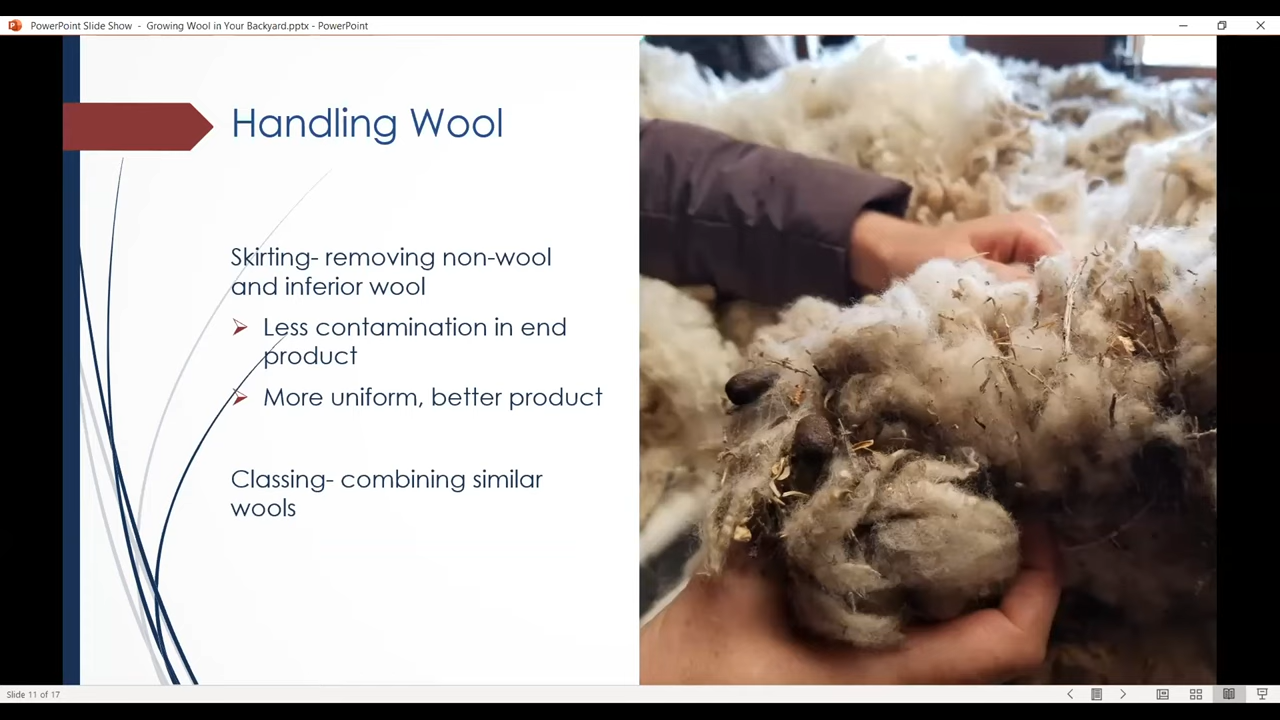 PowerPoint Slide Show - Growing Wool in Your Backyard.pptx - PowerPoint
Handling Wool
Skirting- removing non-wool
and inferior wool
Less contamination in end
product
More uniform, better product
Classing- combining similar
wools
Slide 11 of 17